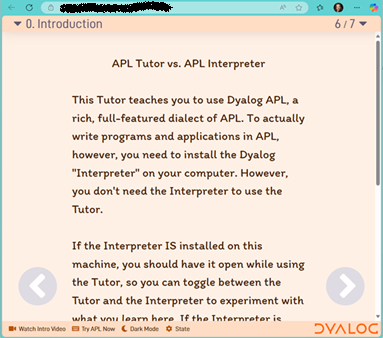 0. Introduction
6 / 7
APL Tutor vs. APL Interpreter
This Tutor teaches you to use Dyalog APL, a
rich, full-featured dialect of APL. To actually
write programs and applications in APL,
however, you need to install the Dyalog
"Interpreter" on your computer. However,
you don't need the Interpreter to use the
Tutor.
If the Interpreter IS installed on this
machine, you should have it open while using
the Tutor, so you can toggle between the
Tutor and the Interpreter to experiment with
what you learn here. If the Interpreter is
Watch Intro Video
Try APL Now
Dark Mode
State
DYALOG